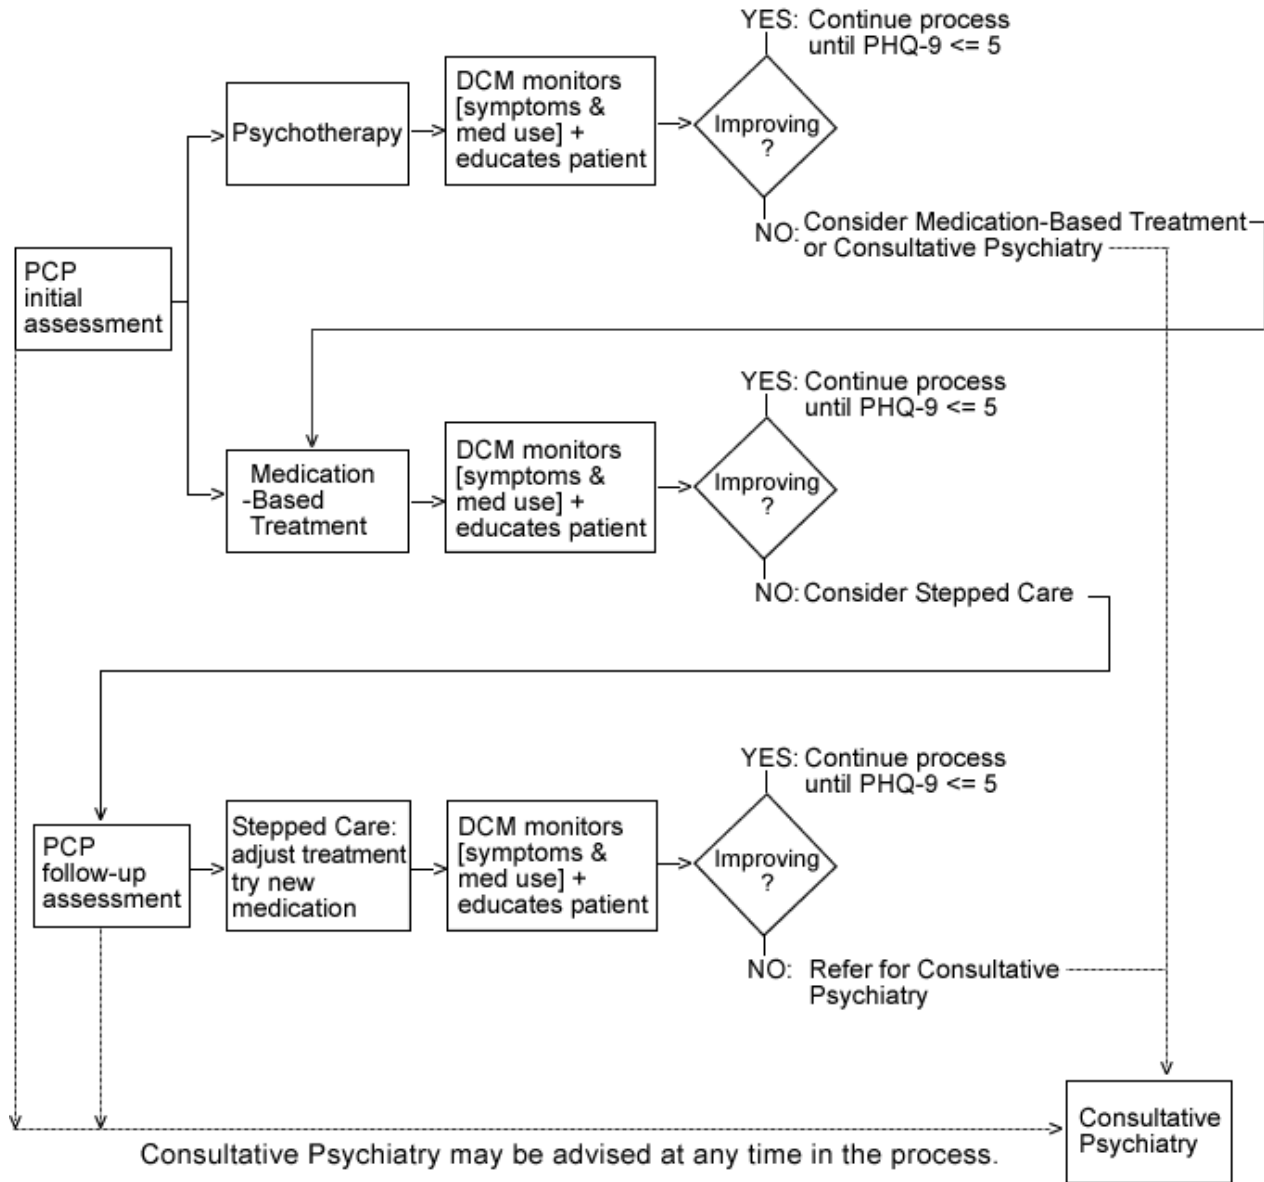 YES: Continue process
until PHQ-9 <= 5
Psychotherapy
DCM monitors
[symptoms &
med use] +
educates patient
Improving
?
NO: Consider Medication-Based Treatment
or Consultative Psychiatry
PCP
initial
assessment
YES: Continue process
until PHQ-9 <= 5
Medication
-Based
Treatment
DCM monitors
[symptoms &
med use] +
educates patient
Improving
?
NO: Consider Stepped Care
YES: Continue process
until PHQ-9 <= 5
PCP
follow-up
assessment
Stepped Care:
adjust treatment
try new
medication
DCM monitors
[symptoms &
med use] +
educates patient
Improving
?
NO: Refer for Consultative
Psychiatry
Consultative
Psychiatry
Consultative Psychiatry may be advised at any time in the process.